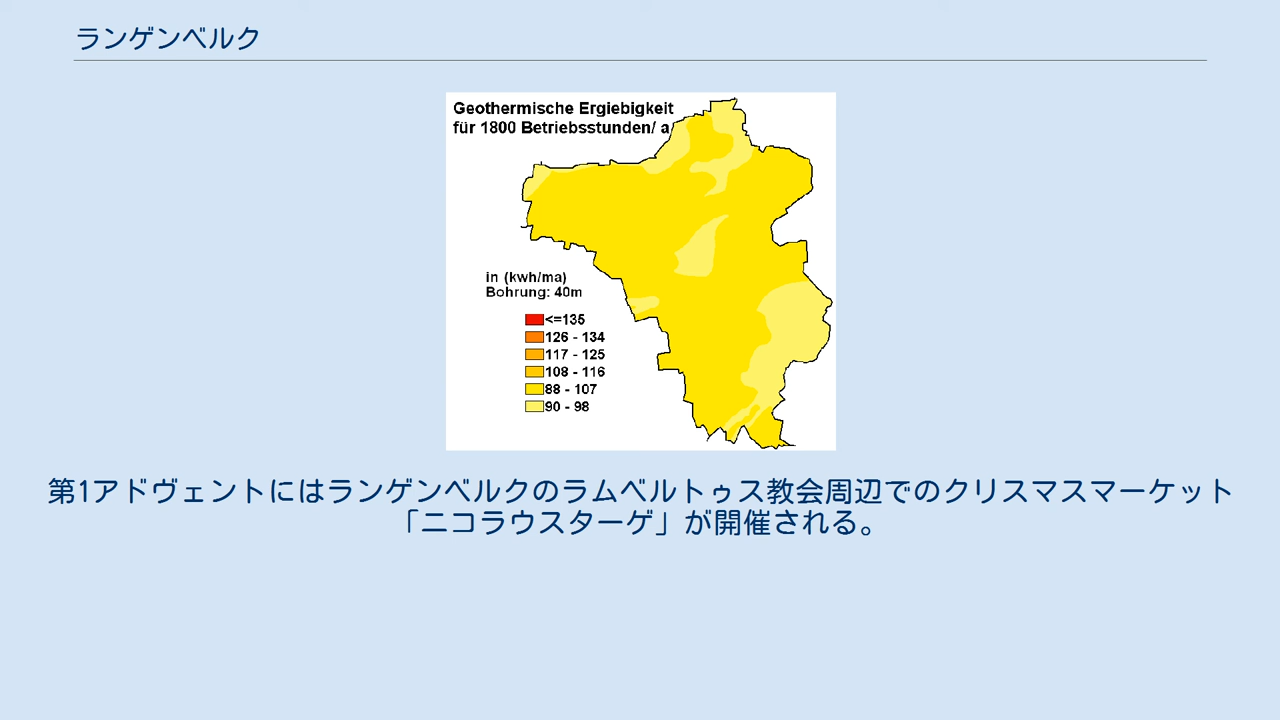 ランゲンベルク
Geothermische Ergiebigkeit
für 1800 Betriebsstunden/ a
in (kwh/ma)
Bohrung: 40m
<=135
126 - 134
117 - 125
108 - 116
88 - 107
90 - 98
第1アドヴェントにはランゲンベルクのラムベルトゥス教会周辺でのクリスマスマーケット
「ニコラウスターゲ」が開催される。